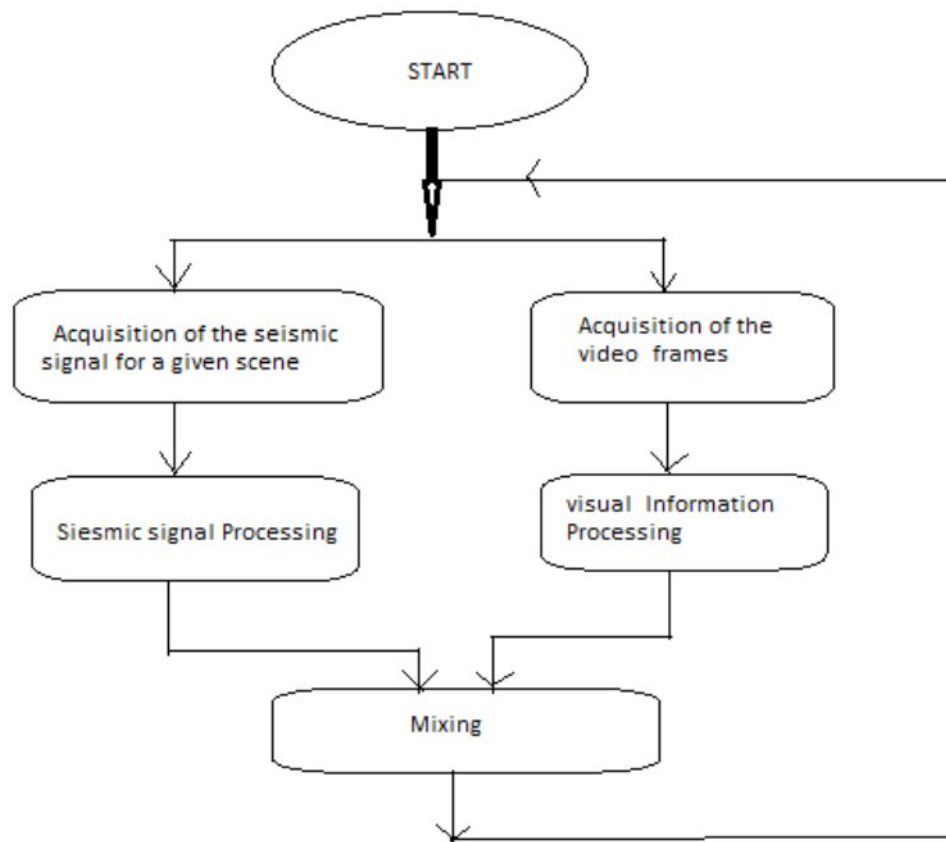 START
Acquisition of the seismic
signal for a given scene
Acquisition of the
video frames
Siesmic signal Processing
visual Information
Processing
Mixing